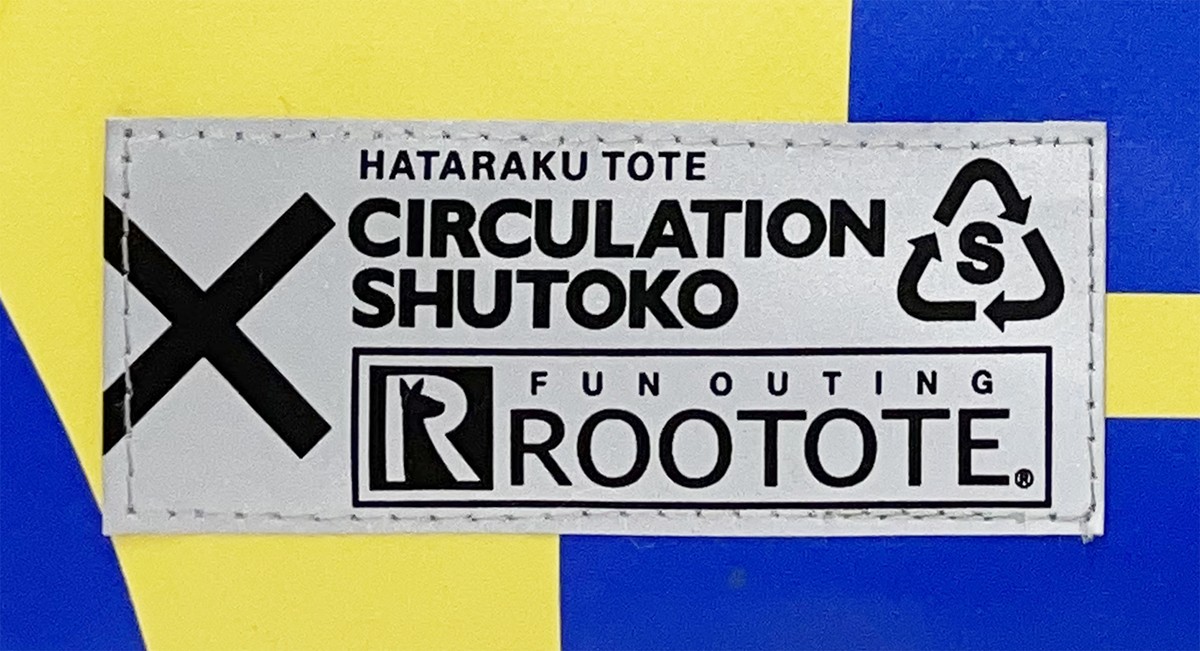 HATARAKU TOTE
CIRCULATION
SHUTOKO
S
R
FUN OUTING
ROOTOTE®